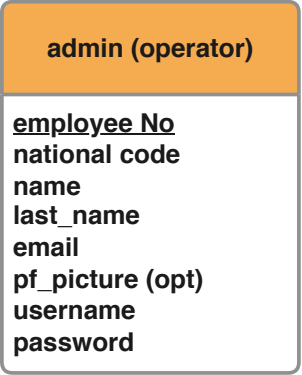 admin (operator)
employee No
national code
name
last_name
email
pf_picture (opt)
username
password